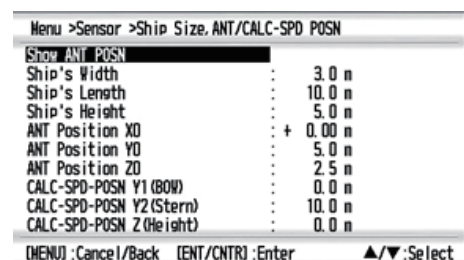 Menu >Sensor >Ship Size, ANT/CALC-SPD POSN
Show ANT POSN
Ship's Width : 3.0 m
Ship's Length : 10.0 m
Ship's Height : 5.0 m
ANT Position X0 : + 0.00 m
ANT Position Y0 : 5.0 m
ANT Position Z0 : 2.5 m
CALC-SPD-POSN Y1(BOW) : 0.0 m
CALC-SPD-POSN Y2(Stern) : 10.0 m
CALC-SPD-POSN Z(Height) : 0.0 m
[MENU]:Cancel/Back [ENT/CNTR]:Enter ▲/▼:Select